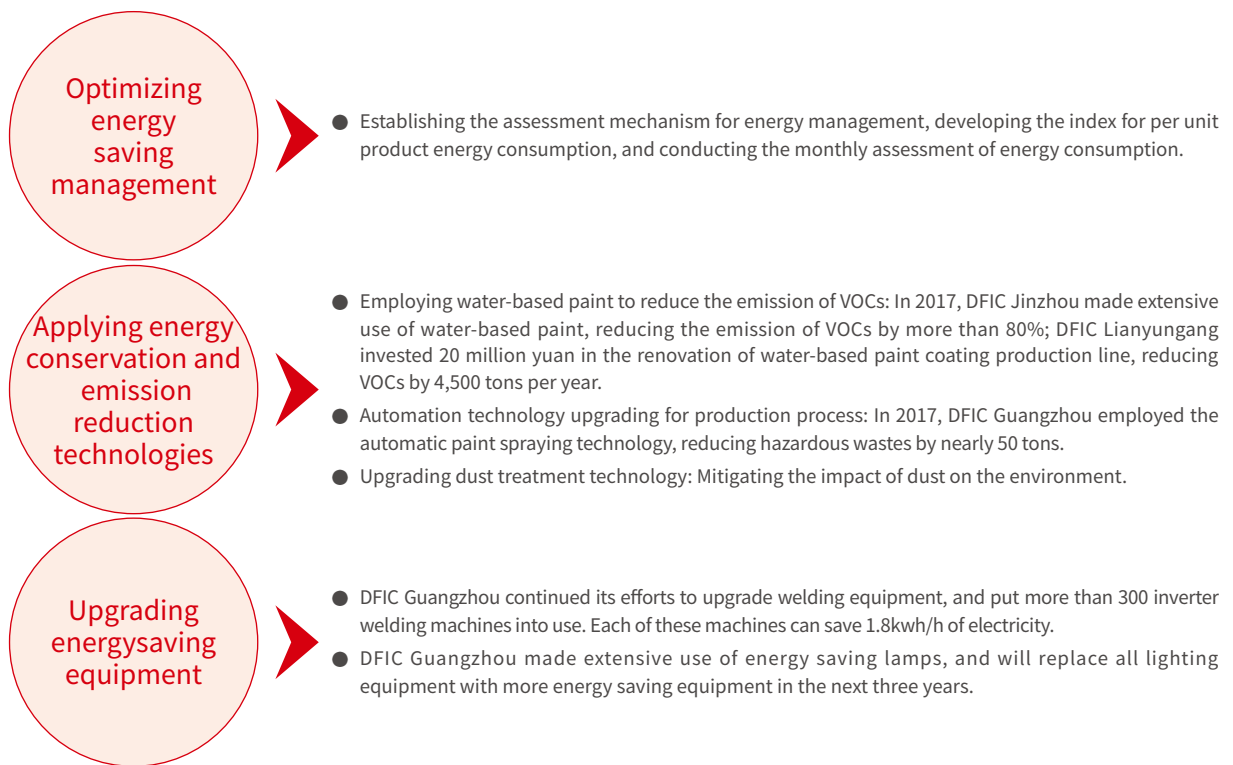 Optimizing
energy
saving
management
● Establishing the assessment mechanism for energy management, developing the index for per unit
product energy consumption, and conducting the monthly assessment of energy consumption.
Applying energy
conservation and
emission
reduction
technologies
● Employing water-based paint to reduce the emission of VOCs: In 2017, DFIC Jinzhou made extensive
use of water-based paint, reducing the emission of VOCs by more than 80%; DFIC Lianyungang
invested 20 million yuan in the renovation of water-based paint coating production line, reducing
VOCs by 4,500 tons per year.
● Automation technology upgrading for production process: In 2017, DFIC Guangzhou employed the
automatic paint spraying technology, reducing hazardous wastes by nearly 50 tons.
● Upgrading dust treatment technology: Mitigating the impact of dust on the environment.
Upgrading
energysaving
equipment
● DFIC Guangzhou continued its efforts to upgrade welding equipment, and put more than 300 inverter
welding machines into use. Each of these machines can save 1.8kwh/h of electricity.
● DFIC Guangzhou made extensive use of energy saving lamps, and will replace all lighting
equipment with more energy saving equipment in the next three years.